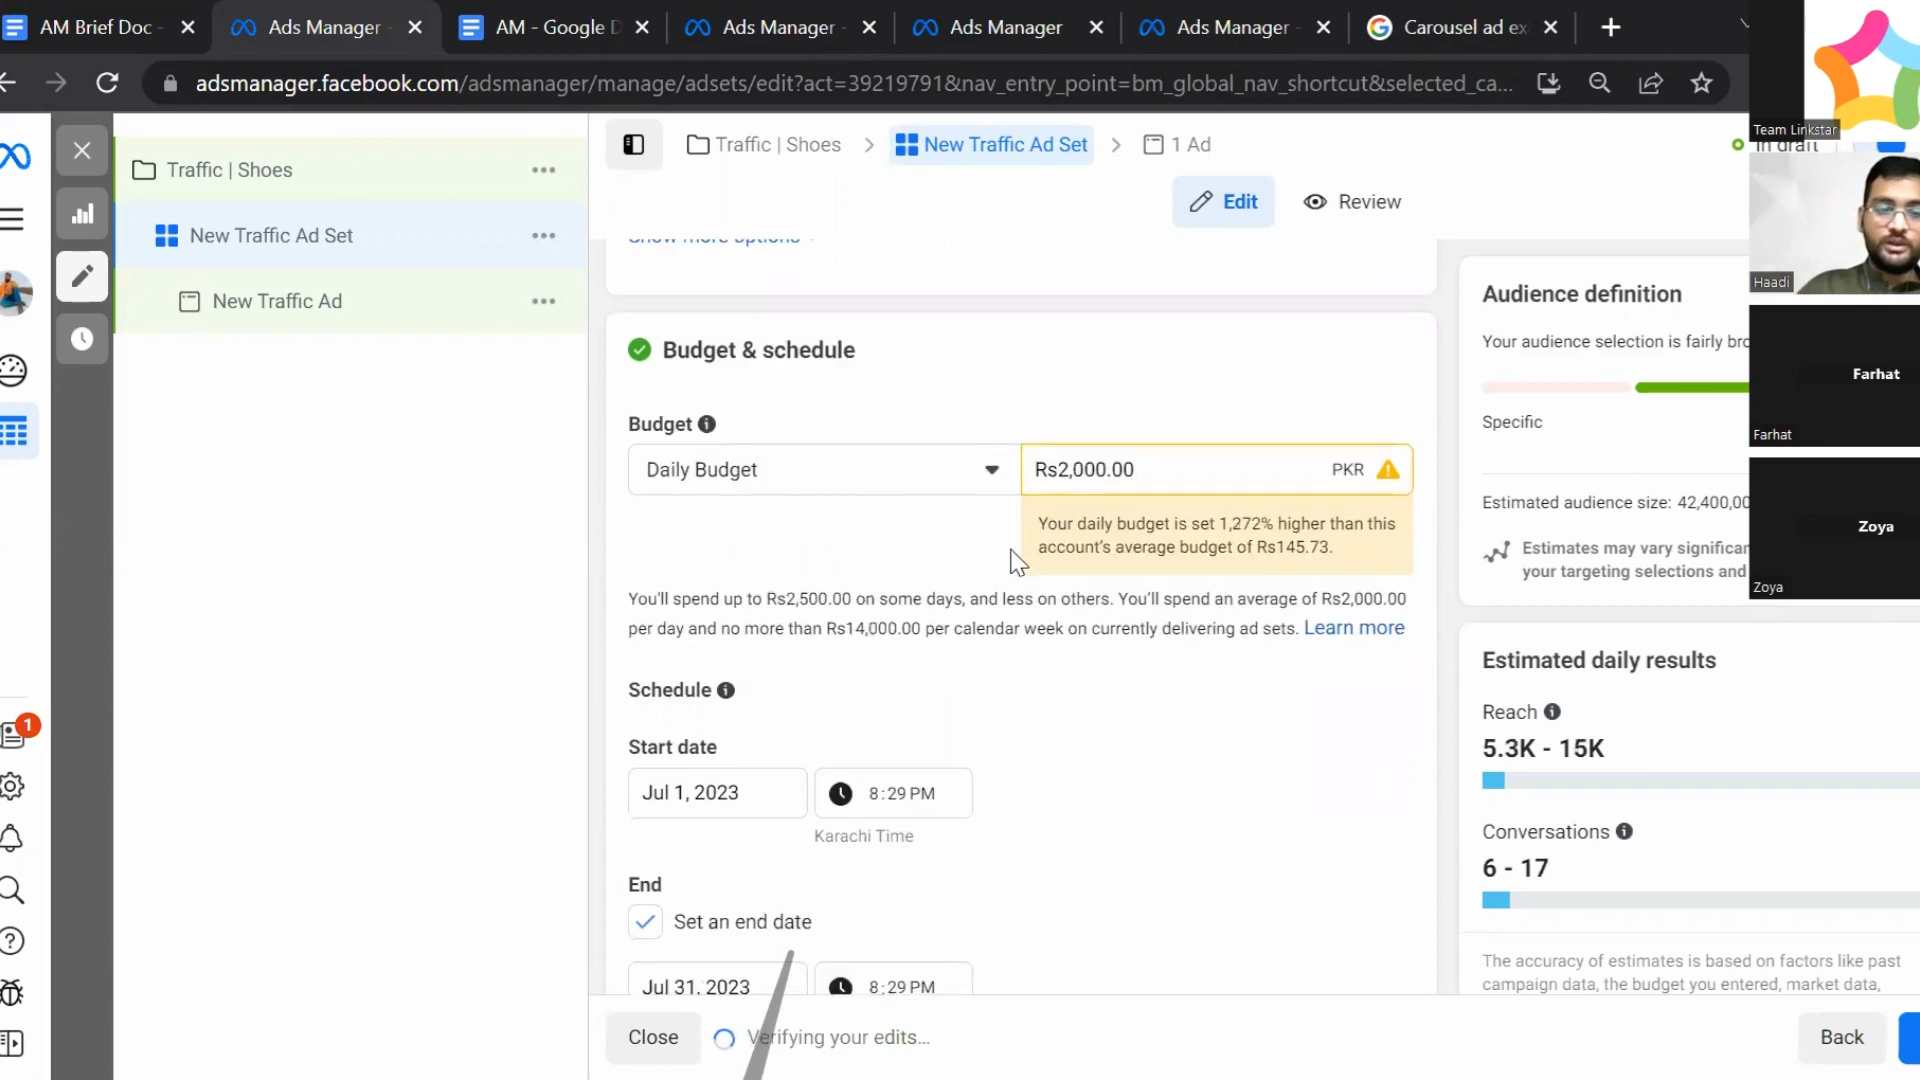 AM Brief Doc -
Ads Manager -
AM - Google D
Ads Manager -
Ads Manager
Ads Manager -
Carousel ad ex
adsmanager.facebook.com/adsmanager/manage/adsets/edit?act=39219791&nav_entry_point=bm_global_nav_shortcut&selected_ca...
Team Linkstar
Traffic | Shoes
New Traffic Ad Set
1 Ad
In draft
Traffic | Shoes
New Traffic Ad Set
New Traffic Ad
Edit
Review
Show more options
Haadi
Budget & schedule
Audience definition
Your audience selection is fairly bro
Specific
Farhat
Farhat
Budget
Daily Budget
Rs2,000.00
PKR
Your daily budget is set 1,272% higher than this
account's average budget of Rs145.73.
Estimated audience size: 42,400,00
Estimates may vary significan
your targeting selections and
Zoya
Zoya
You'll spend up to Rs2,500.00 on some days, and less on others. You'll spend an average of Rs2,000.00
per day and no more than Rs14,000.00 per calendar week on currently delivering ad sets. Learn more
Schedule
Start date
Jul 1, 2023
8:29 PM
Karachi Time
End
Set an end date
Jul 31, 2023
8:29 PM
Estimated daily results
Reach
5.3K - 15K
Conversations
6 - 17
The accuracy of estimates is based on factors like past
campaign data, the budget you entered, market data,
1
Close
Verifying your edits...
Back